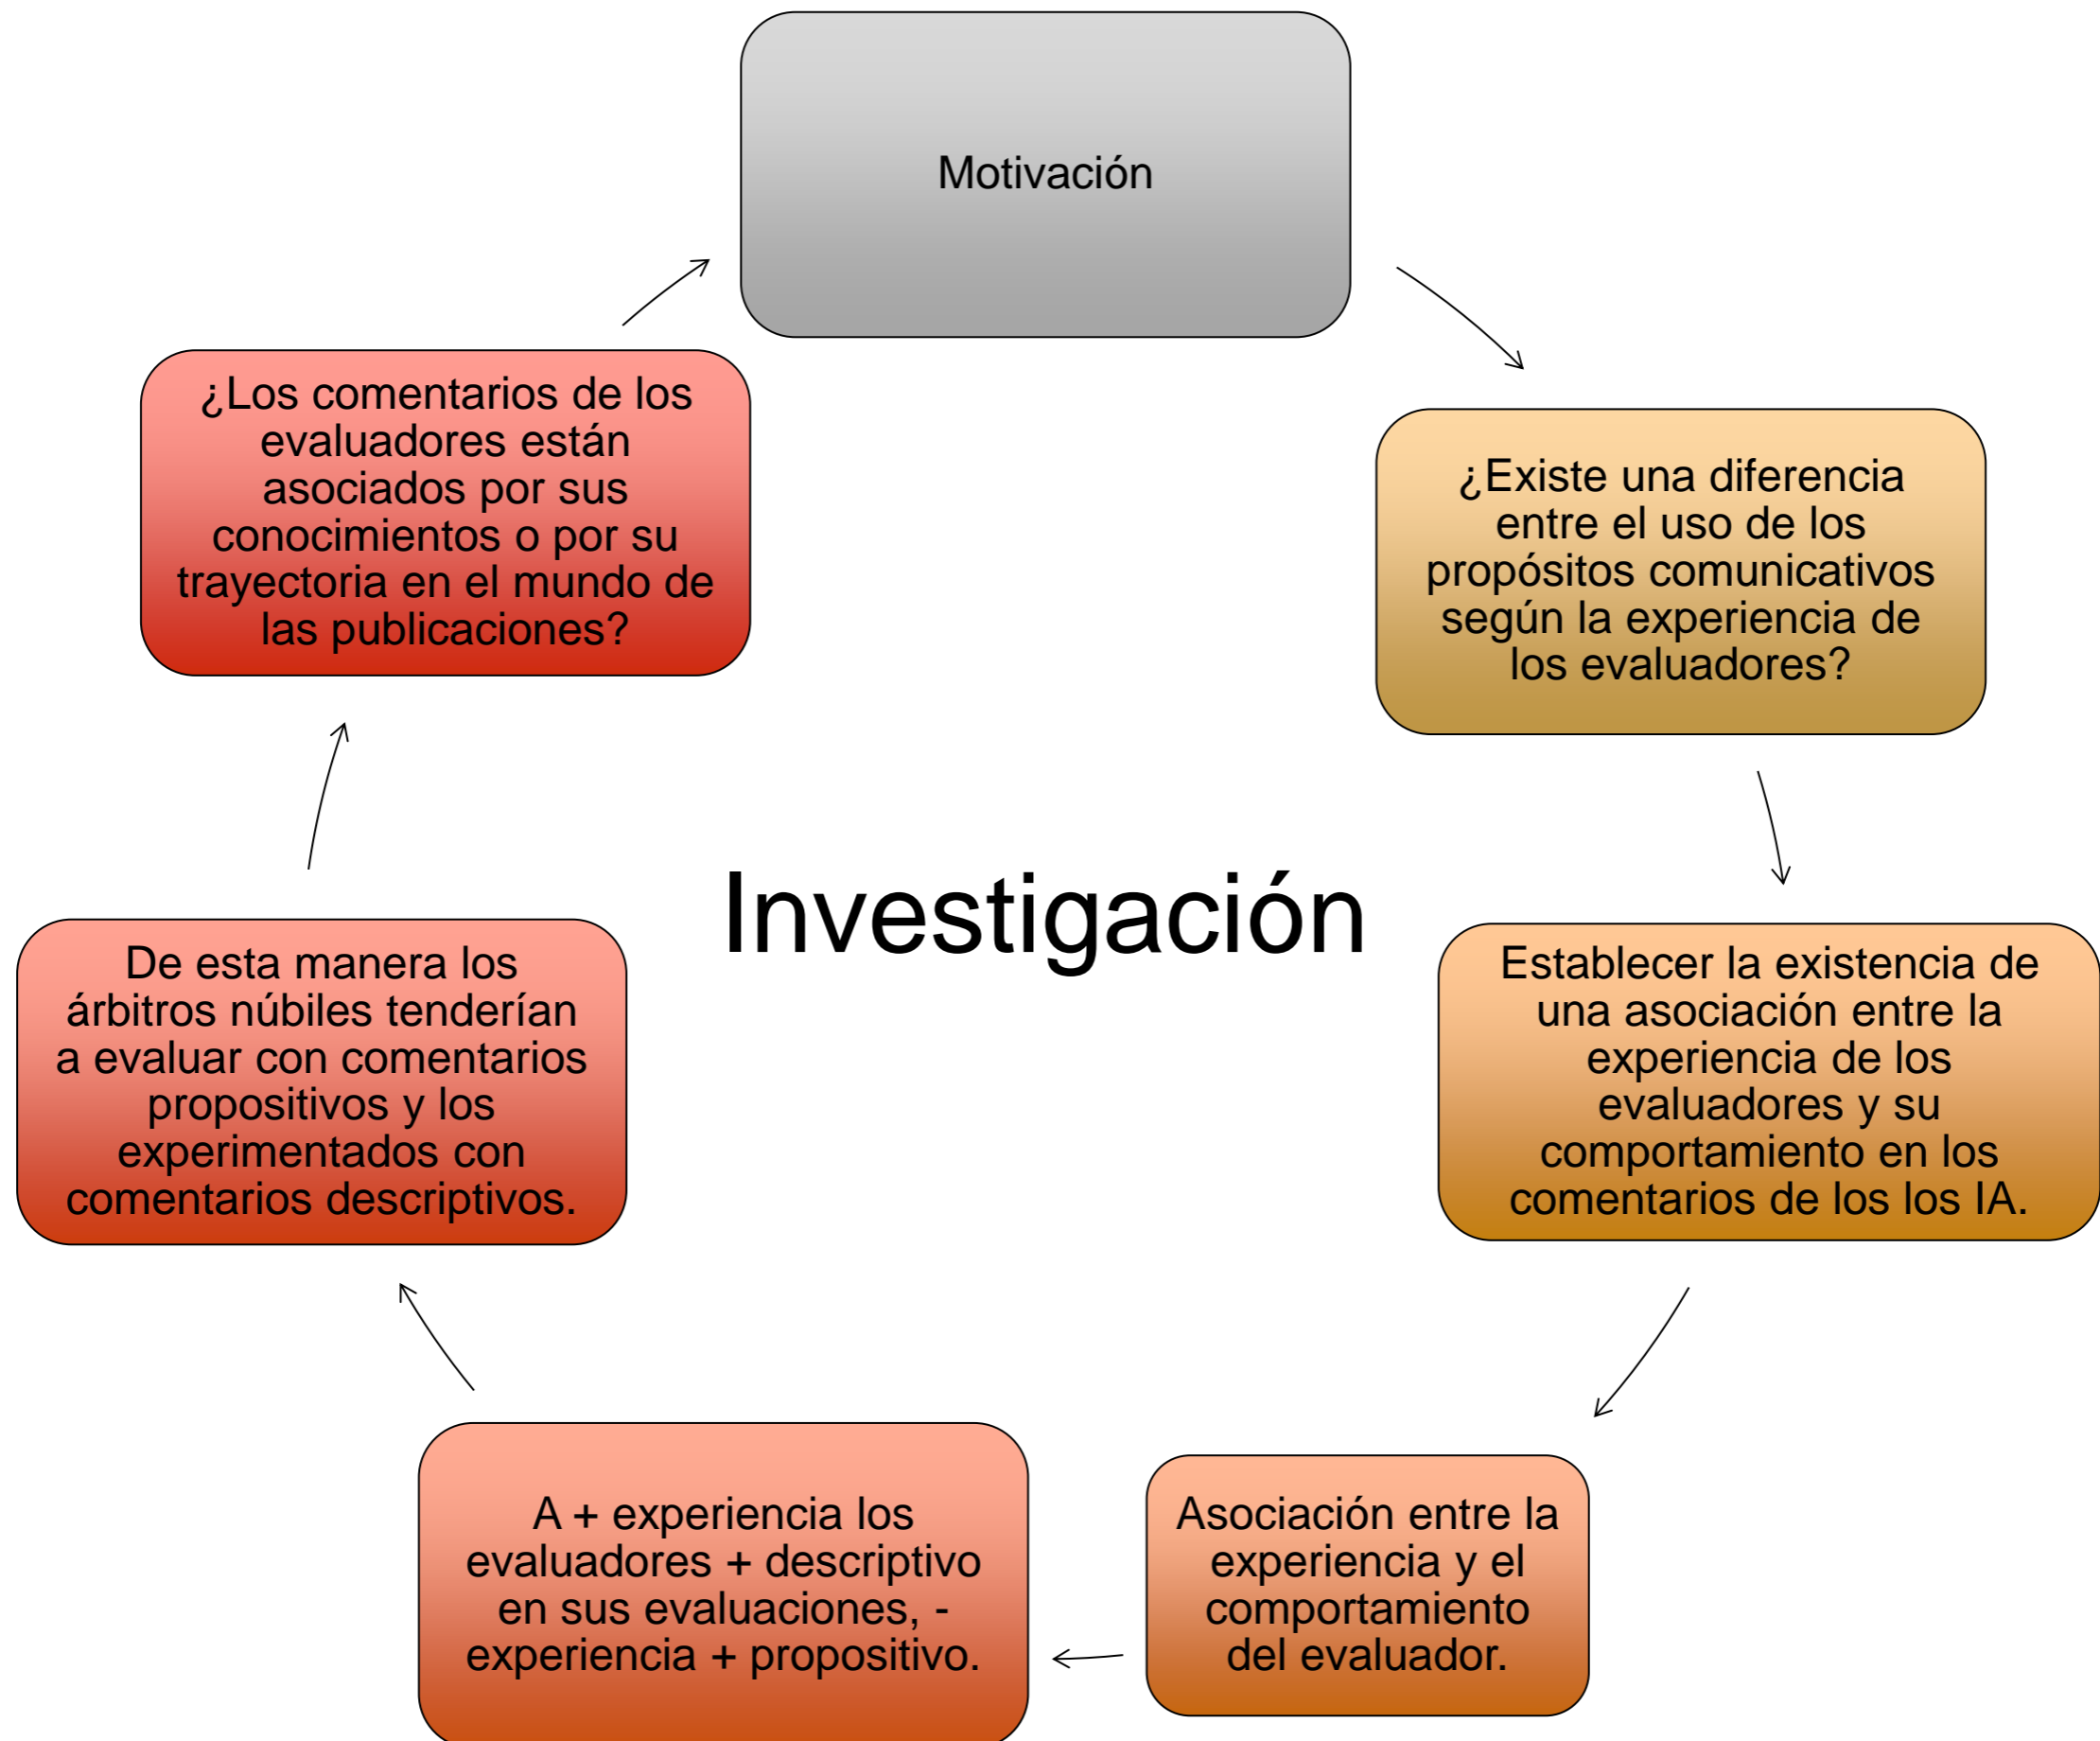 Motivación
¿Existe una diferencia
entre el uso de los
propósitos comunicativos
según la experiencia de
los evaluadores?
Establecer la existencia de
una asociación entre la
experiencia de los
evaluadores y su
comportamiento en los
comentarios de los los IA.
Asociación entre la
experiencia y el
comportamiento
del evaluador.
A + experiencia los
evaluadores + descriptivo
en sus evaluaciones, -
experiencia + propositivo.
De esta manera los
árbitros núbiles tenderían
a evaluar con comentarios
propositivos y los
experimentados con
comentarios descriptivos.
¿Los comentarios de los
evaluadores están
asociados por sus
conocimientos o por su
trayectoria en el mundo de
las publicaciones?
Investigación